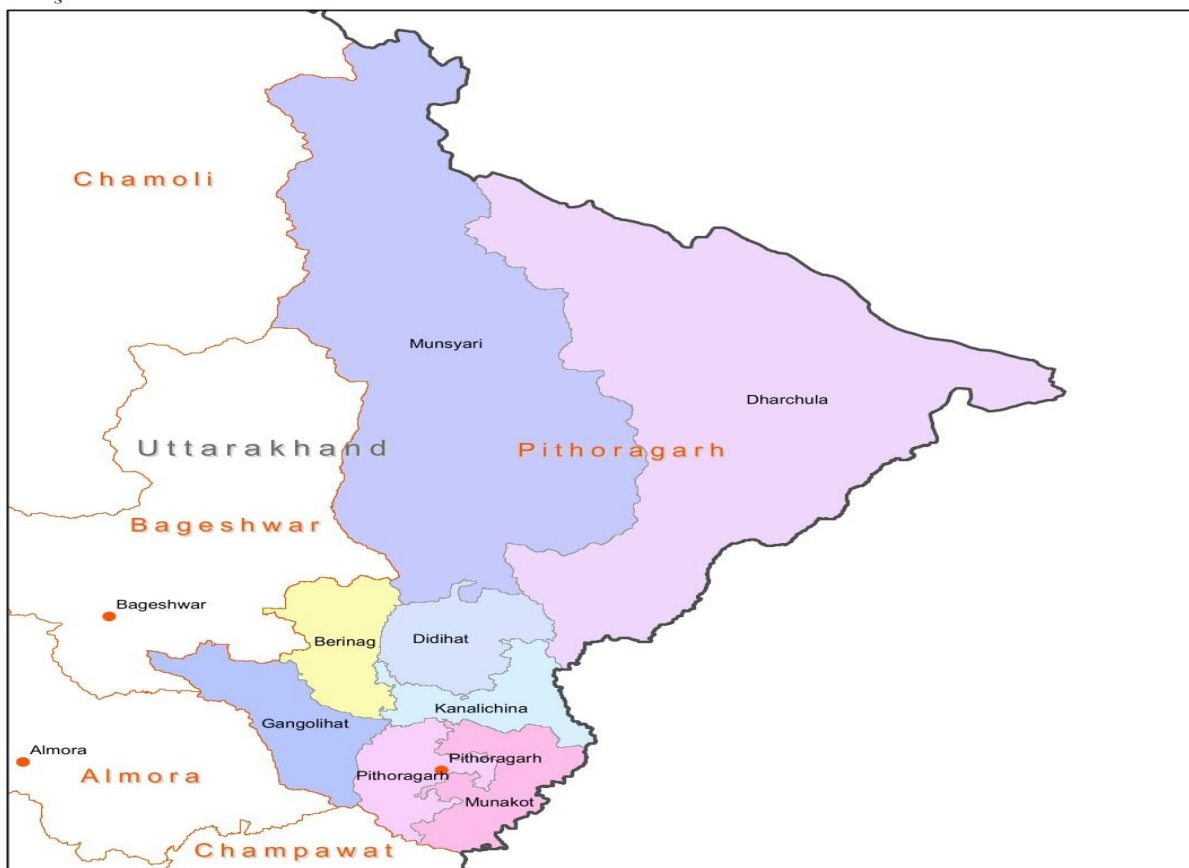 Chamoli
Munsyari
Dharchula
Uttarakhand
Pithoragarh
Bageshwar
Bageshwar
Berinag
Didihat
Kanalichina
Gangolihat
Almora
Pithoragarh
Pithoragarh
Almora
Munakot
Champawat